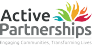 Active
Partnerships
Engaging Communities, Transforming Lives